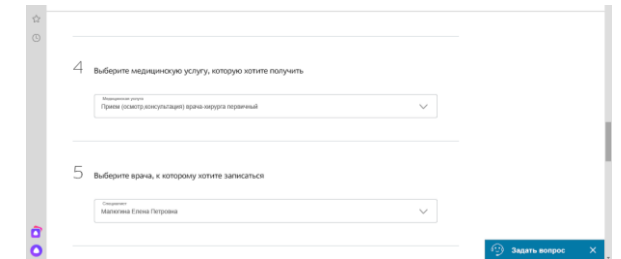 4
Выберите медицинскую услугу, которую хотите получить
Медицинская услуга
Прием (осмотр,консультация) врача-хирурга первичный
5
Выберите врача, к которому хотите записаться
Специалист
Малюгина Елена Петровна
Задать вопрос